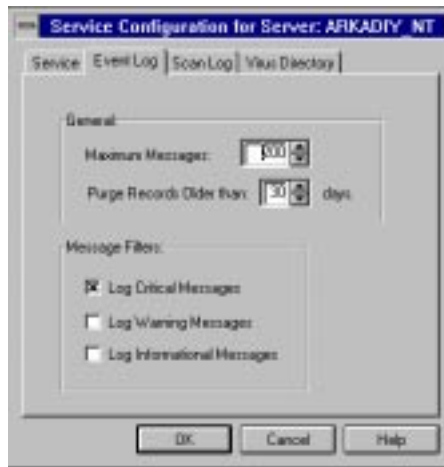 Service Configuration for Server: ARKADIY_NT
Service Event Log Scan Log Virus Directory
General:
Maximum Messages: 200
Purge Records Older than: 30 days.
Message Filters:
Log Critical Messages
Log Warning Messages
Log Informational Messages
OK Cancel Help